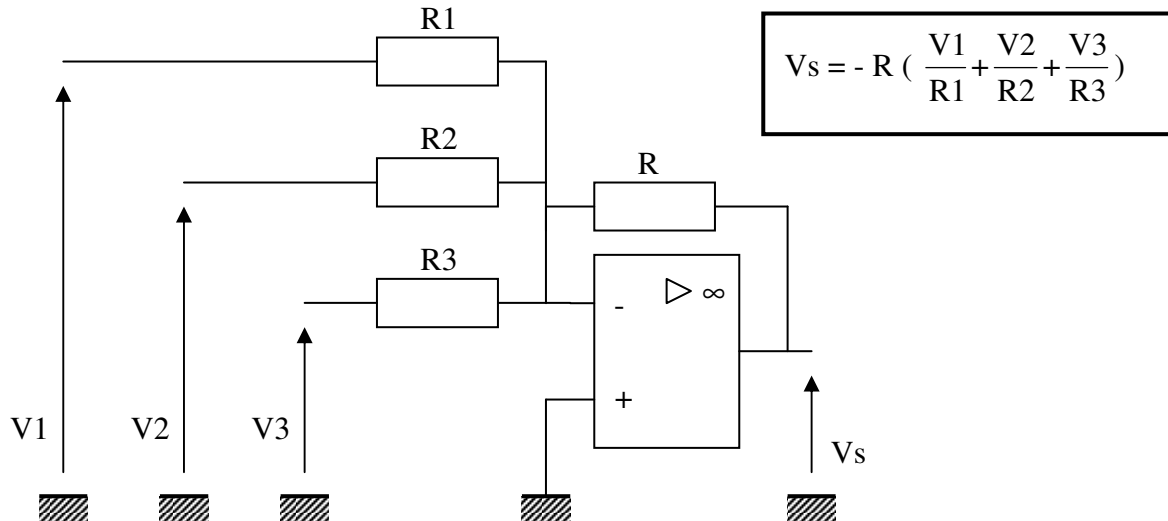 R1
Vs = - R ( V1/R1 + V2/R2 + V3/R3 )
R2
R
R3
▷ ∞
-
+
V1
V2
V3
Vs